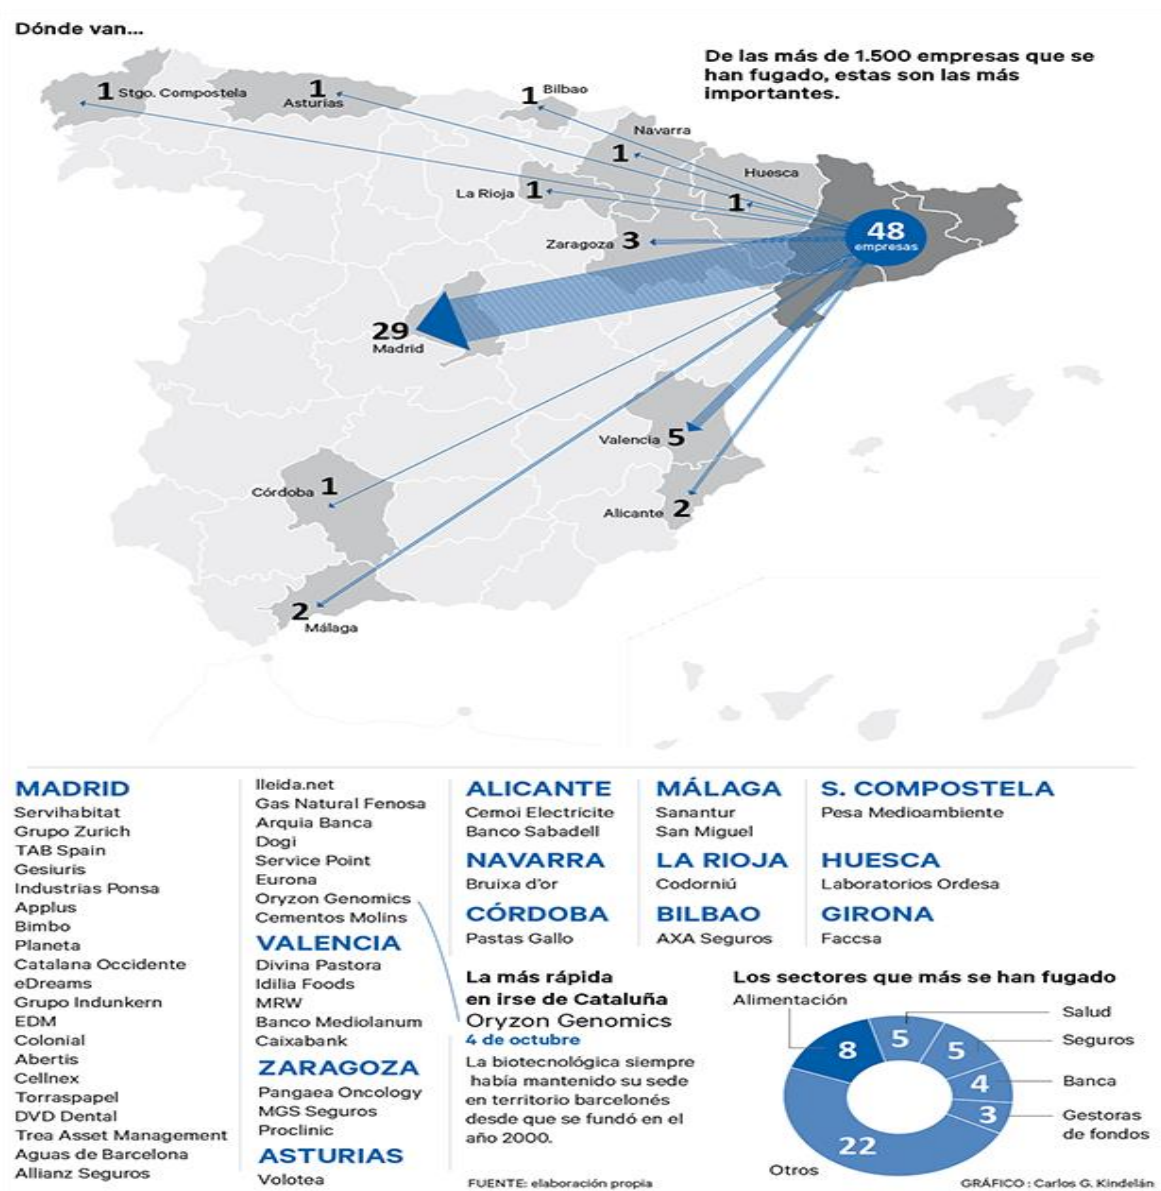 Dónde van...
De las más de 1.500 empresas que se
han fugado, estas son las más
importantes.
1 Stgo. Compostela
1
Asturias
1 Bilbao
Navarra
1
Huesca
1
La Rioja 1
Zaragoza 3
48
empresas
29
Madrid
Valencia 5
Córdoba 1
Alicante 2
2
Málaga
MADRID
Servihabitat
Grupo Zurich
TAB Spain
Gesiuris
Industrias Ponsa
Applus
Bimbo
Planeta
Catalana Occidente
eDreams
Grupo Indunkern
EDM
Colonial
Abertis
Cellnex
Torraspapel
DVD Dental
Trea Asset Management
Aguas de Barcelona
Allianz Seguros
lleida.net
Gas Natural Fenosa
Arquia Banca
Dogi
Service Point
Eurona
Oryzon Genomics
Cementos Molins
VALENCIA
Divina Pastora
Idilia Foods
MRW
Banco Mediolanum
Caixabank
ZARAGOZA
Pangaea Oncology
MGS Seguros
Proclinic
ASTURIAS
Volotea
ALICANTE
Cemoi Electricite
Banco Sabadell
NAVARRA
Bruixa d'or
CÓRDOBA
Pastas Gallo
MÁLAGA
Sanantur
San Miguel
LA RIOJA
Codorniú
BILBAO
AXA Seguros
S. COMPOSTELA
Pesa Medioambiente
HUESCA
Laboratorios Ordesa
GIRONA
Faccsa
La más rápida
en irse de Cataluña
Oryzon Genomics
4 de octubre
La biotecnológica siempre
había mantenido su sede
en territorio barcelonés
desde que se fundó en el
año 2000.
FUENTE: elaboración propia
Los sectores que más se han fugado
Alimentación
8
5
Salud
5
Seguros
4
Banca
3
Gestoras
de fondos
22
Otros
GRÁFICO : Carlos G. Kindelán